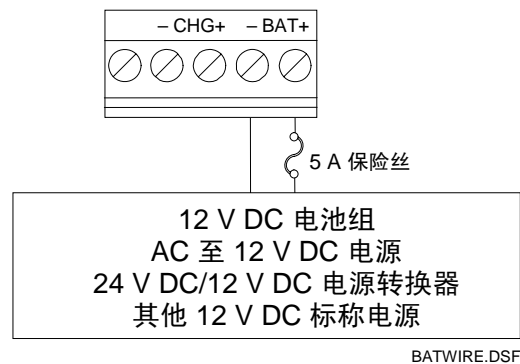 – CHG+ – BAT+
5 A 保险丝
12 V DC 电池组
AC 至 12 V DC 电源
24 V DC/12 V DC 电源转换器
其他 12 V DC 标称电源
BATWIRE.DSF